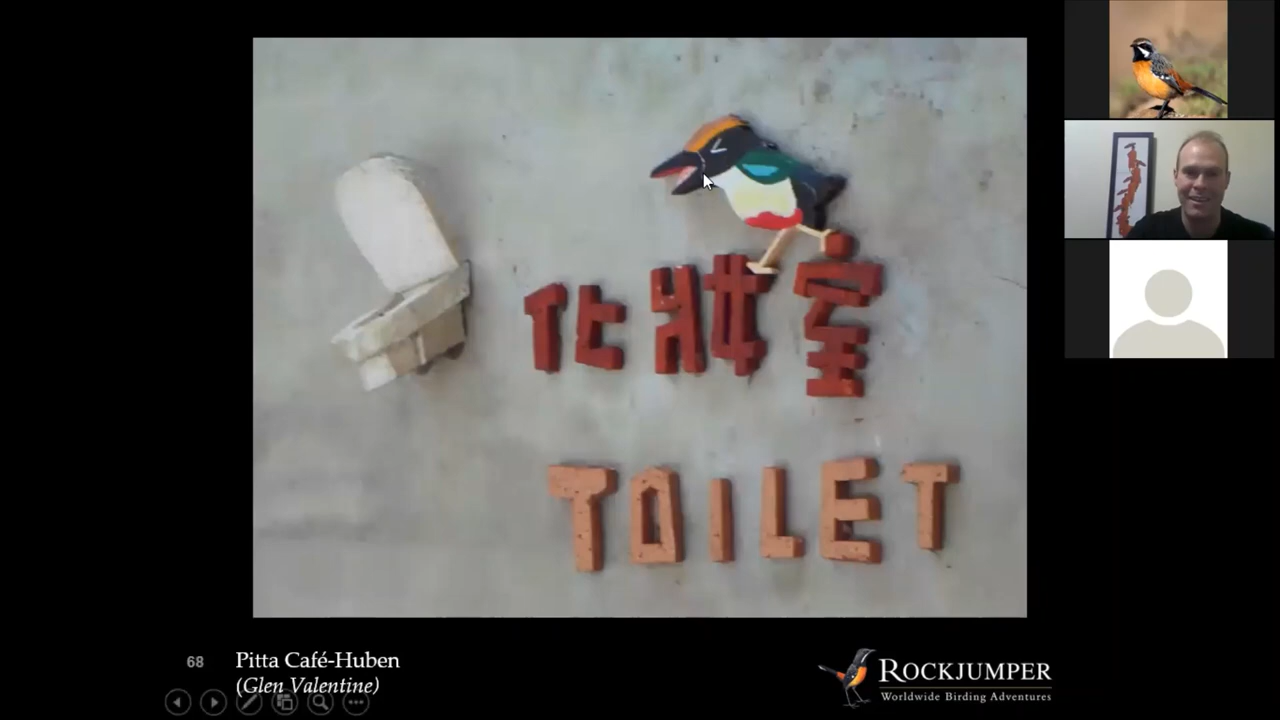 化妝室
TOILET
68
Pitta Café-Huben
(Glen Valentine)
ROCKJUMPER
Worldwide Birding Adventures